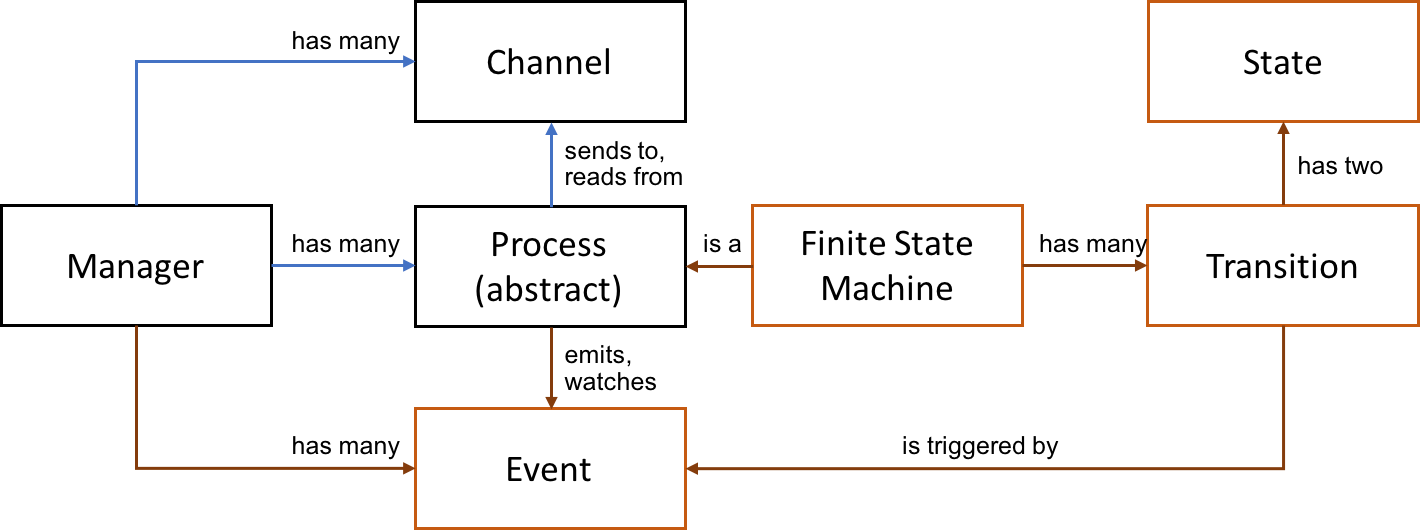 has many
Channel
State
sends to,
reads from
has two
Manager
has many
Process
(abstract)
is a
Finite State
Machine
has many
Transition
emits,
watches
has many
Event
is triggered by